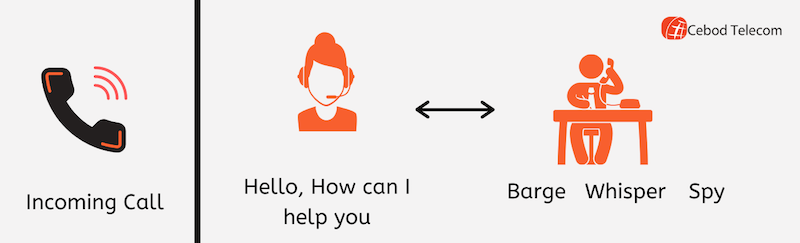 Cebod Telecom
Incoming Call
Hello, How can I
help you
Barge Whisper Spy